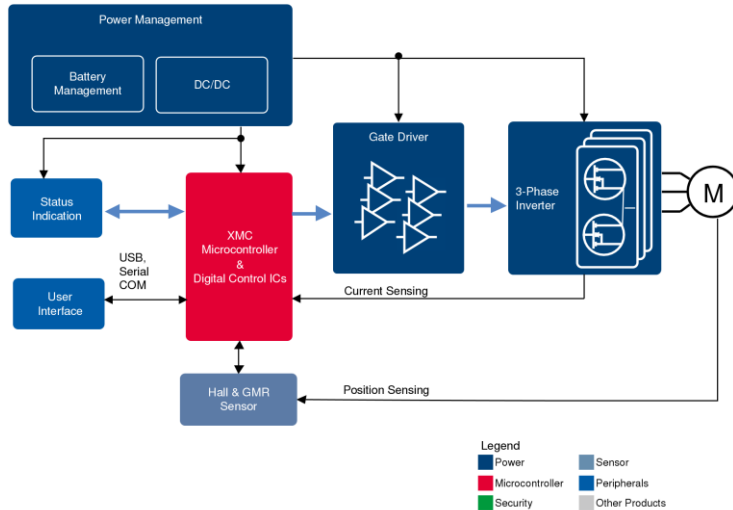 Power Management
Battery
Management
DC/DC
Gate Driver
3-Phase
Inverter
M
Status
Indication
XMC
Microcontroller
&
Digital Control ICs
USB,
Serial
COM
User
Interface
Current Sensing
Hall & GMR
Sensor
Position Sensing
Legend
Power
Sensor
Microcontroller
Peripherals
Security
Other Products